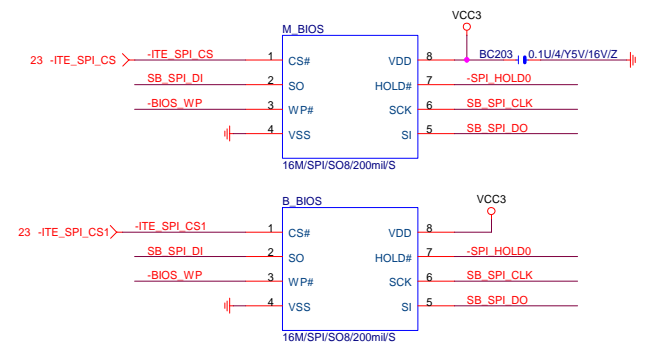 VCC3
M_BIOS
23 -ITE_SPI_CS -ITE_SPI_CS 1 CS# VDD 8 BC203 0.1U/4/Y5V/16V/Z
SB_SPI_DI 2 SO HOLD# 7 -SPI_HOLD0
-BIOS_WP 3 WP# SCK 6 SB_SPI_CLK
4 VSS SI 5 SB_SPI_DO
16M/SPI/SO8/200mil/S
B_BIOS VCC3
23 -ITE_SPI_CS1 -ITE_SPI_CS1 1 CS# VDD 8
SB_SPI_DI 2 SO HOLD# 7 -SPI_HOLD0
-BIOS_WP 3 WP# SCK 6 SB_SPI_CLK
4 VSS SI 5 SB_SPI_DO
16M/SPI/SO8/200mil/S